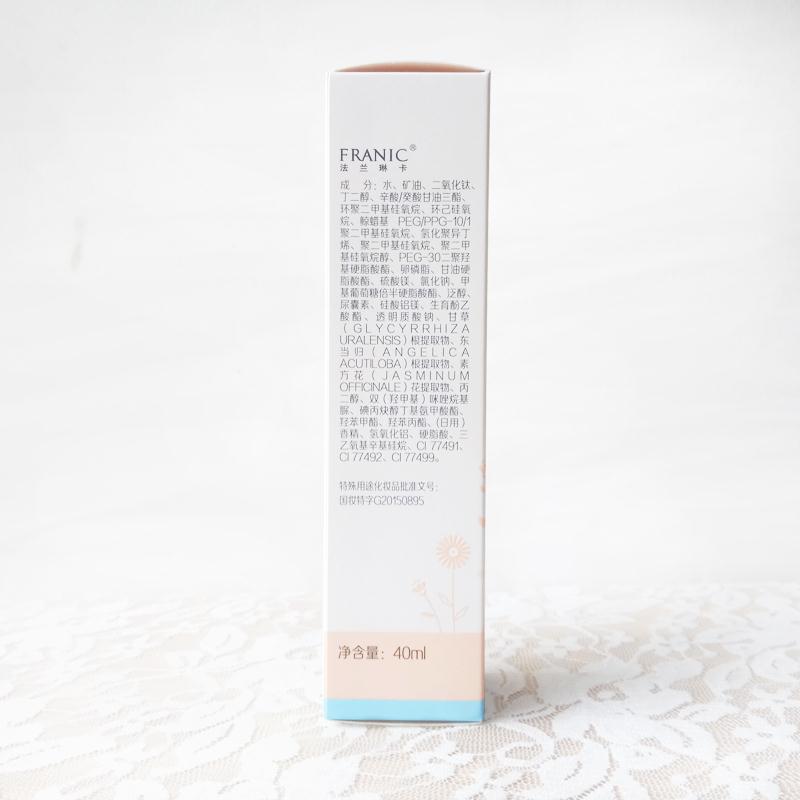 FRANIC®
法兰琳卡
成 分：水、矿油、二氧化钛、
丁二醇、辛酸/癸酸甘油三酯、
环聚二甲基硅氧烷、环己硅氧
烷、鲸蜡基 PEG/PPG-10/1
聚二甲基硅氧烷、氢化聚异丁
烯、聚二甲基硅氧烷、聚二甲
基硅氧烷醇、PEG-30二聚羟
基硬脂酸酯、卵磷脂、甘油硬
脂酸酯、硫酸镁、氯化钠、甲
基葡萄糖倍半硬脂酸酯、泛醇、
尿囊素、硅酸铝镁、生育酚乙
酸酯、透明质酸钠、甘草
（GLYCYRRHIZA
URALENSIS）根提取物、东
当归（ANGELICA
ACUTILOBA）根提取物、素
方花（JASMINUM
OFFICINALE）花提取物、丙
二醇、双（羟甲基）咪唑烷基
脲、碘丙炔醇丁基氨甲酸酯、
羟苯甲酯、羟苯丙酯、(日用)
香精、氢氧化铝、硬脂酸、三
乙氧基辛基硅烷、CI 77491、
CI 77492、CI 77499。
特殊用途化妆品批准文号：
国妆特字G20150895
净含量：40ml